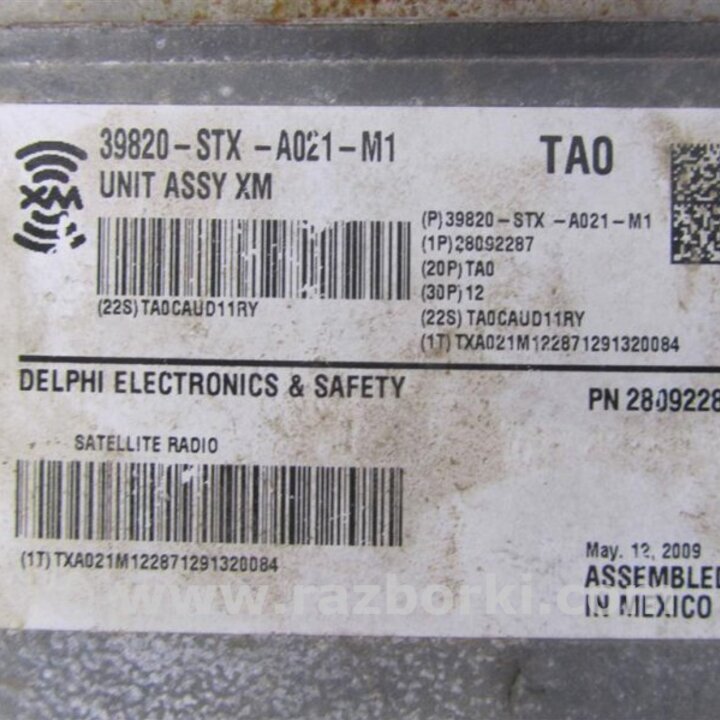 39820-STX -A021-M1
TA0
UNIT ASSY XM
XM
(P)39820-STX -A021-M1
(1P)28092287
(20P)TA0
(30P)12
(22S)TA0CAUD11RY
(22S)TA0CAUD11RY
(1T)TXA021M122871291320084
DELPHI ELECTRONICS & SAFETY
PN 2809228
SATELLITE RADIO
(1T)TXA021M122871291320084
May. 12, 2009
ASSEMBLED
IN MEXICO